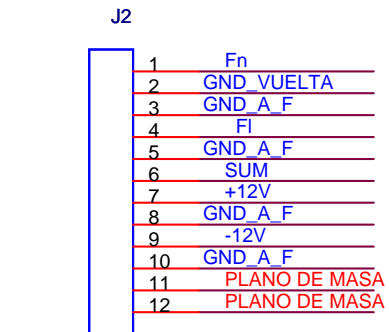 J2
1 Fn
2 GND_VUELTA
3 GND_A_F
4 FI
5 GND_A_F
6 SUM
7 +12V
8 GND_A_F
9 -12V
10 GND_A_F
11 PLANO DE MASA
12 PLANO DE MASA